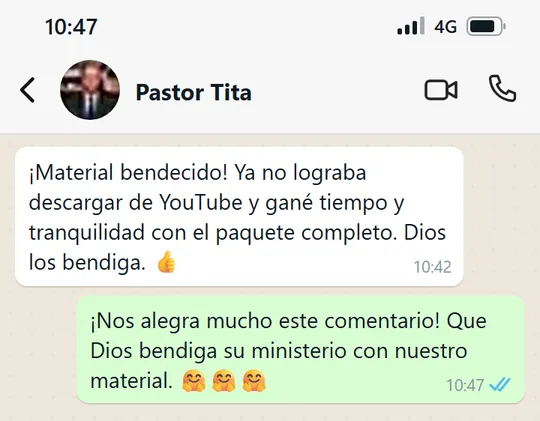 10:47
4G
Pastor Tita
¡Material bendecido! Ya no lograba
descargar de YouTube y gané tiempo y
tranquilidad con el paquete completo. Dios
los bendiga. 👍
10:42
¡Nos alegra mucho este comentario! Que
Dios bendiga su ministerio con nuestro
material. 🤗 🤗 🤗
10:47